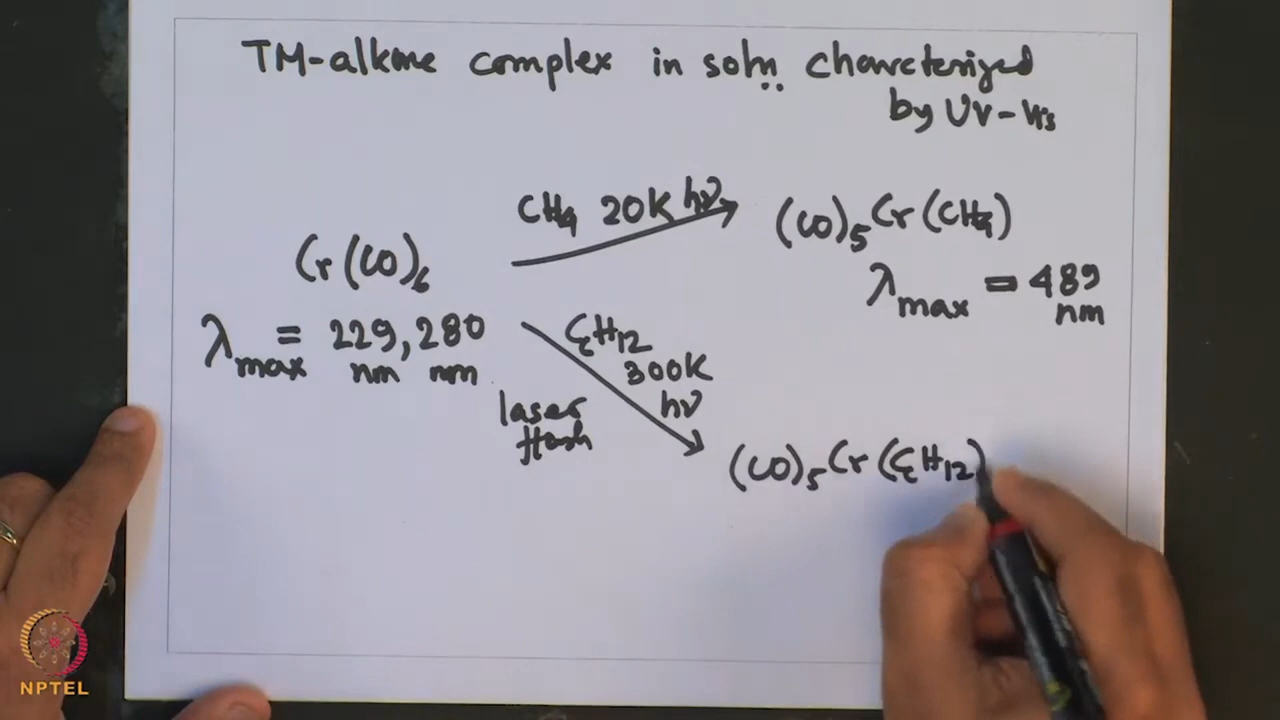 TM-alkane complex in soln characterized
by UV-Vis
CH4 20K hν
(CO)5Cr(CH4)
Cr(CO)6
λmax = 489
nm
λmax = 229, 280
nm nm
C6H12
300K
hν
laser
flash
(CO)5Cr(C6H12)
NPTEL